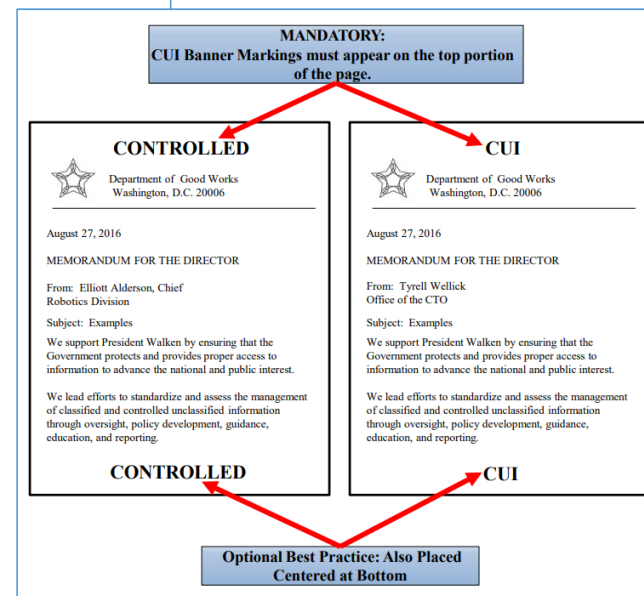 MANDATORY:
CUI Banner Markings must appear on the top portion
of the page.
CONTROLLED
Department of Good Works
Washington, D.C. 20006
August 27, 2016
MEMORANDUM FOR THE DIRECTOR
From: Elliott Alderson, Chief
Robotics Division
Subject: Examples
We support President Walken by ensuring that the
Government protects and provides proper access to
information to advance the national and public interest.
We lead efforts to standardize and assess the management
of classified and controlled unclassified information
through oversight, policy development, guidance,
education, and reporting.
CONTROLLED
CUI
Department of Good Works
Washington, D.C. 20006
August 27, 2016
MEMORANDUM FOR THE DIRECTOR
From: Tyrell Wellick
Office of the CTO
Subject: Examples
We support President Walken by ensuring that the
Government protects and provides proper access to
information to advance the national and public interest.
We lead efforts to standardize and assess the management
of classified and controlled unclassified information
through oversight, policy development, guidance,
education, and reporting.
CUI
Optional Best Practice: Also Placed
Centered at Bottom